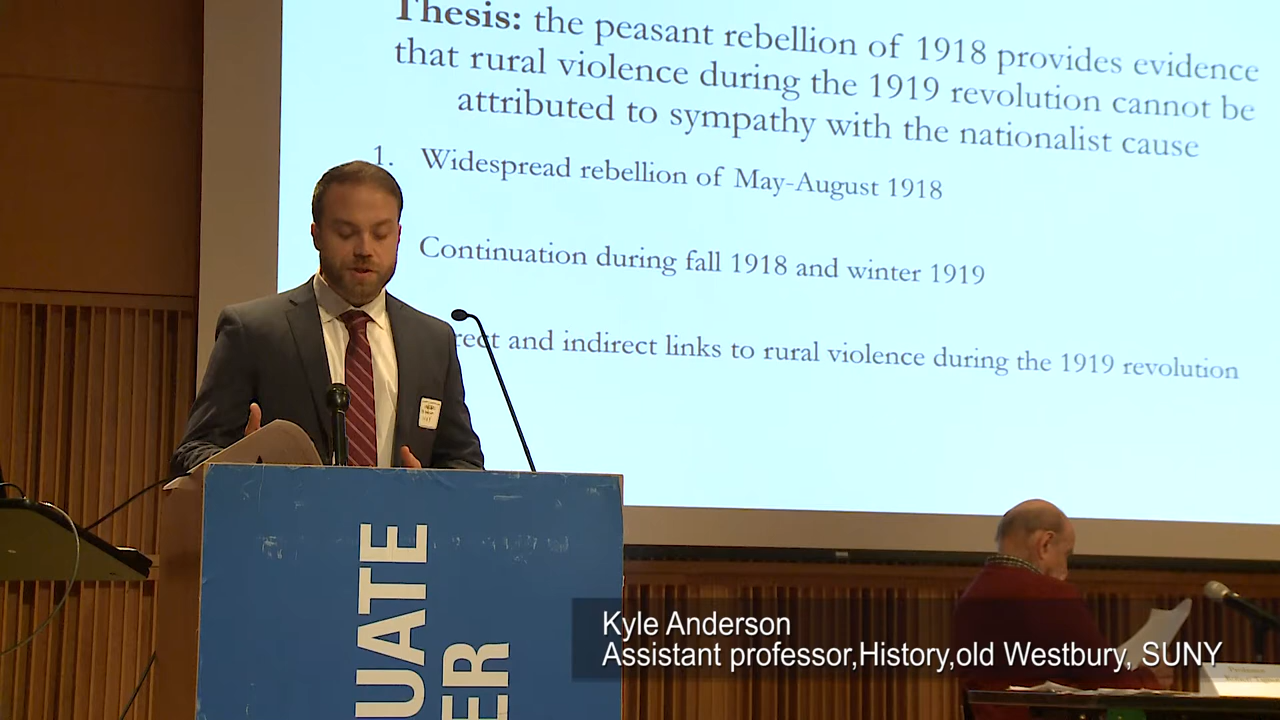 Thesis: the peasant rebellion of 1918 provides evidence
that rural violence during the 1919 revolution cannot be
attributed to sympathy with the nationalist cause
1. Widespread rebellion of May-August 1918
Continuation during fall 1918 and winter 1919
rect and indirect links to rural violence during the 1919 revolution
UATE
ER
Kyle Anderson
Assistant professor,History,old Westbury, SUNY